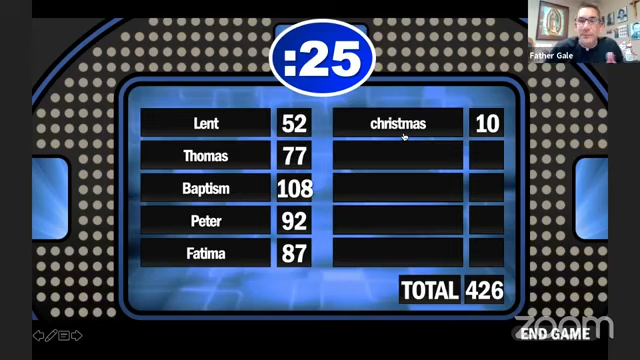 :25
Father Gale
Lent 52 christmas 10
Thomas 77
Baptism 108
Peter 92
Fatima 87
TOTAL 426
zoom
END GAME